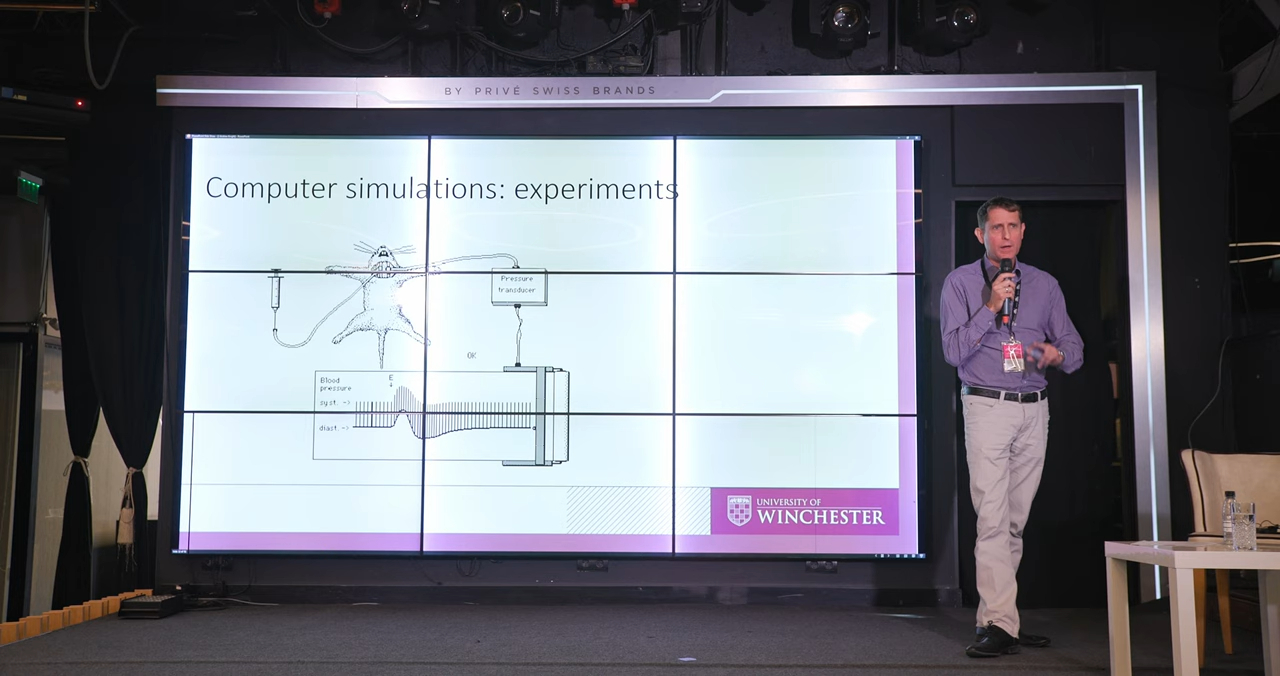 BY PRIVÉ SWISS BRANDS
Computer simulations: experiments
Pressure
transducer
OK
Blood
pressure
E
syst. ->
diast. ->
UNIVERSITY OF
WINCHESTER